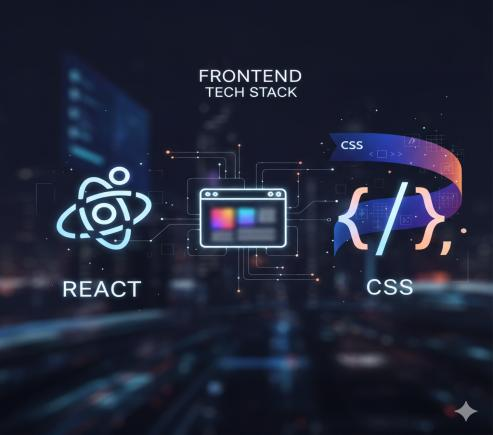 FRONTEND
TECH STACK
CSS
< >
{/},
REACT
CSS